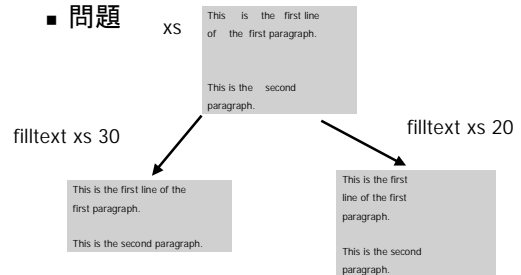 ▪ 問題
xs
This is the first line
of the first paragraph.
This is the second
paragraph.
filltext xs 30
filltext xs 20
This is the first line of the
first paragraph.
This is the second paragraph.
This is the first
line of the first
paragraph.
This is the second
paragraph.